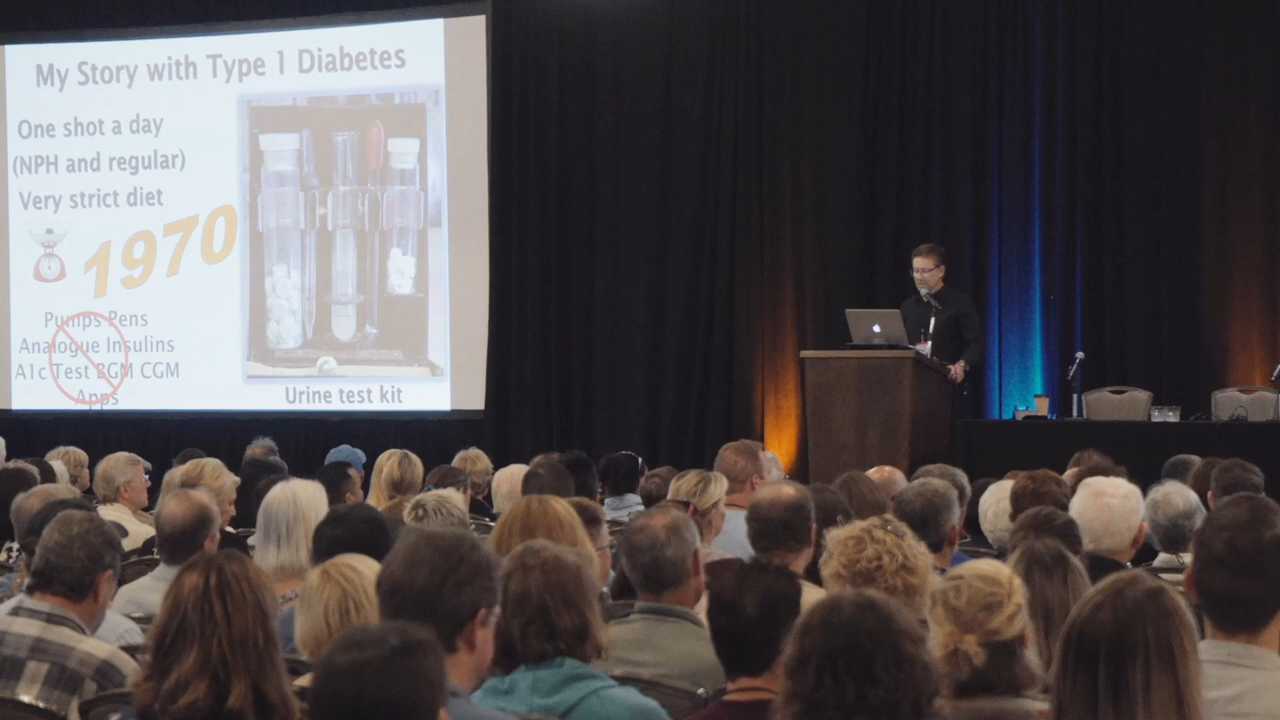 My Story with Type 1 Diabetes
One shot a day
(NPH and regular)
Very strict diet
1970
Pumps Pens
Analogue Insulins
A1c Test BGM CGM
Apps
Urine test kit